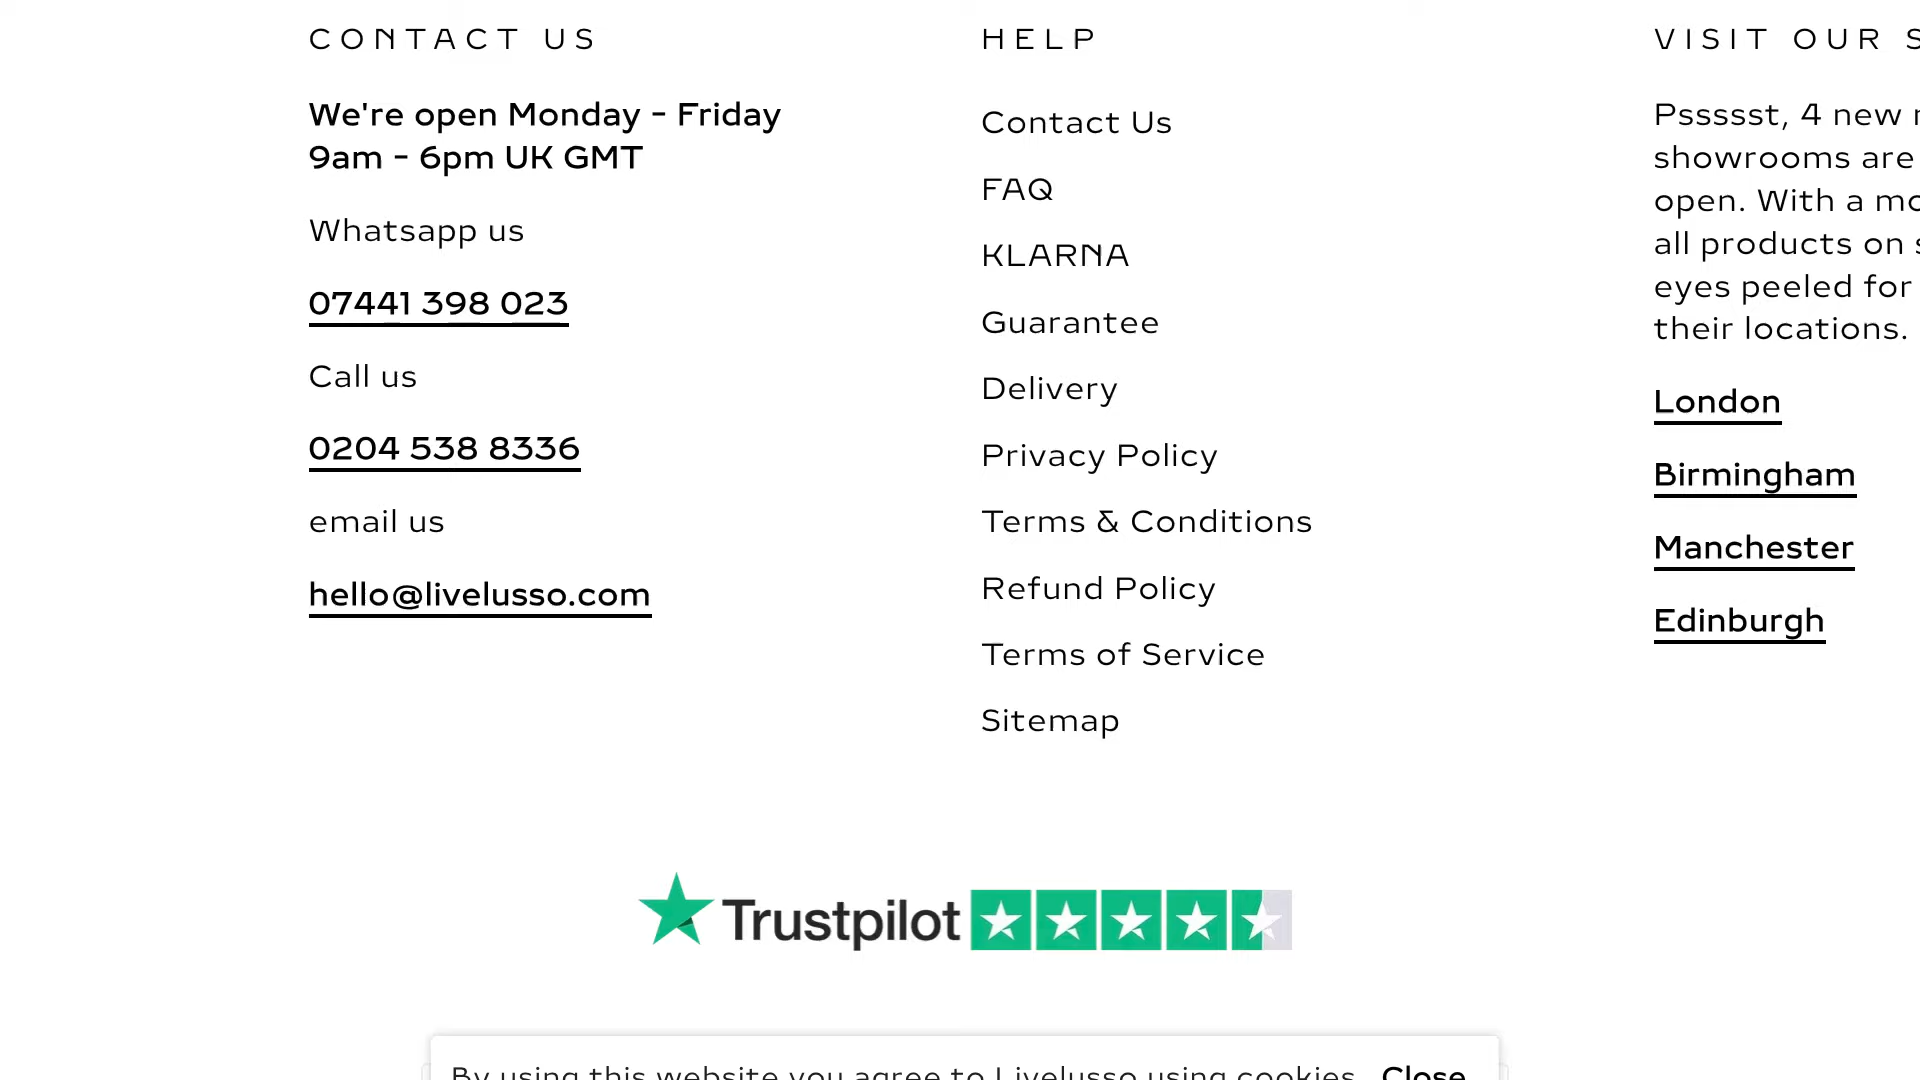 CONTACT US
We're open Monday - Friday
9am - 6pm UK GMT
Whatsapp us
07441 398 023
Call us
0204 538 8336
email us
hello@livelusso.com
HELP
Contact Us
FAQ
KLARNA
Guarantee
Delivery
Privacy Policy
Terms & Conditions
Refund Policy
Terms of Service
Sitemap
VISIT OUR
Pssssst, 4 new
showrooms are
open. With a
all products on
eyes peeled for
their locations.
London
Birmingham
Manchester
Edinburgh
Trustpilot
By using this website you agree to Livelusso using cookies. Close